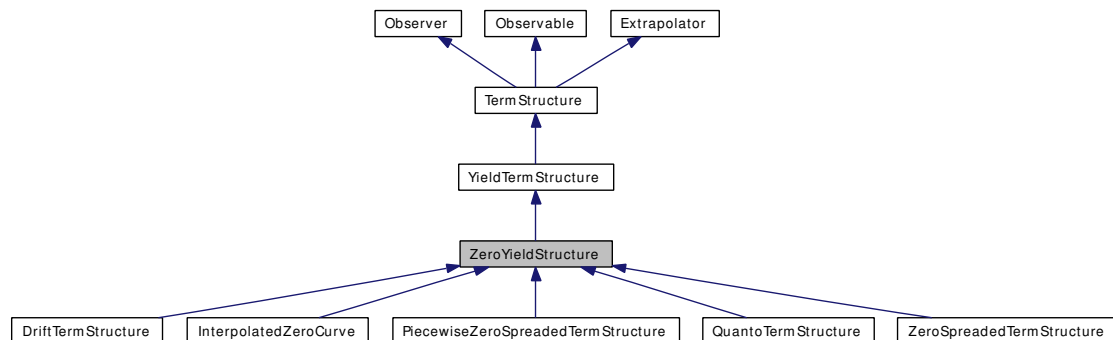 Observer
Observable
Extrapolator
TermStructure
YieldTermStructure
ZeroYieldStructure
DriftTermStructure
InterpolatedZeroCurve
PiecewiseZeroSpreadedTermStructure
QuantoTermStructure
ZeroSpreadedTermStructure